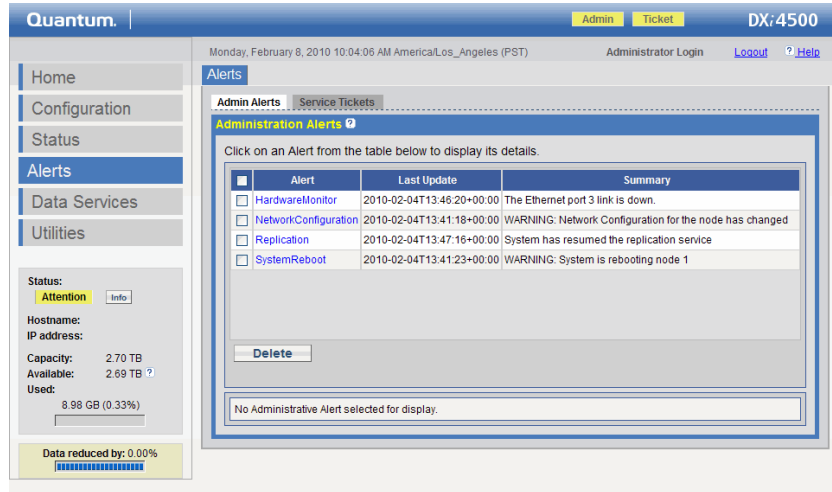 Quantum.
Admin
Ticket
DXi4500
Monday, February 8, 2010 10:04:06 AM America/Los_Angeles (PST)
Administrator Login
Logout
? Help
Home
Configuration
Status
Alerts
Data Services
Utilities
Status:
Attention
Info
Hostname:
IP address:
Capacity: 2.70 TB
Available: 2.69 TB ?
Used:
8.98 GB (0.33%)
Data reduced by: 0.00%
Alerts
Admin Alerts
Service Tickets
Administration Alerts ?
Click on an Alert from the table below to display its details.
Alert Last Update Summary
HardwareMonitor 2010-02-04T13:46:20+00:00 The Ethernet port 3 link is down.
NetworkConfiguration 2010-02-04T13:41:18+00:00 WARNING: Network Configuration for the node has changed
Replication 2010-02-04T13:47:16+00:00 System has resumed the replication service
SystemReboot 2010-02-04T13:41:23+00:00 WARNING: System is rebooting node 1
Delete
No Administrative Alert selected for display.